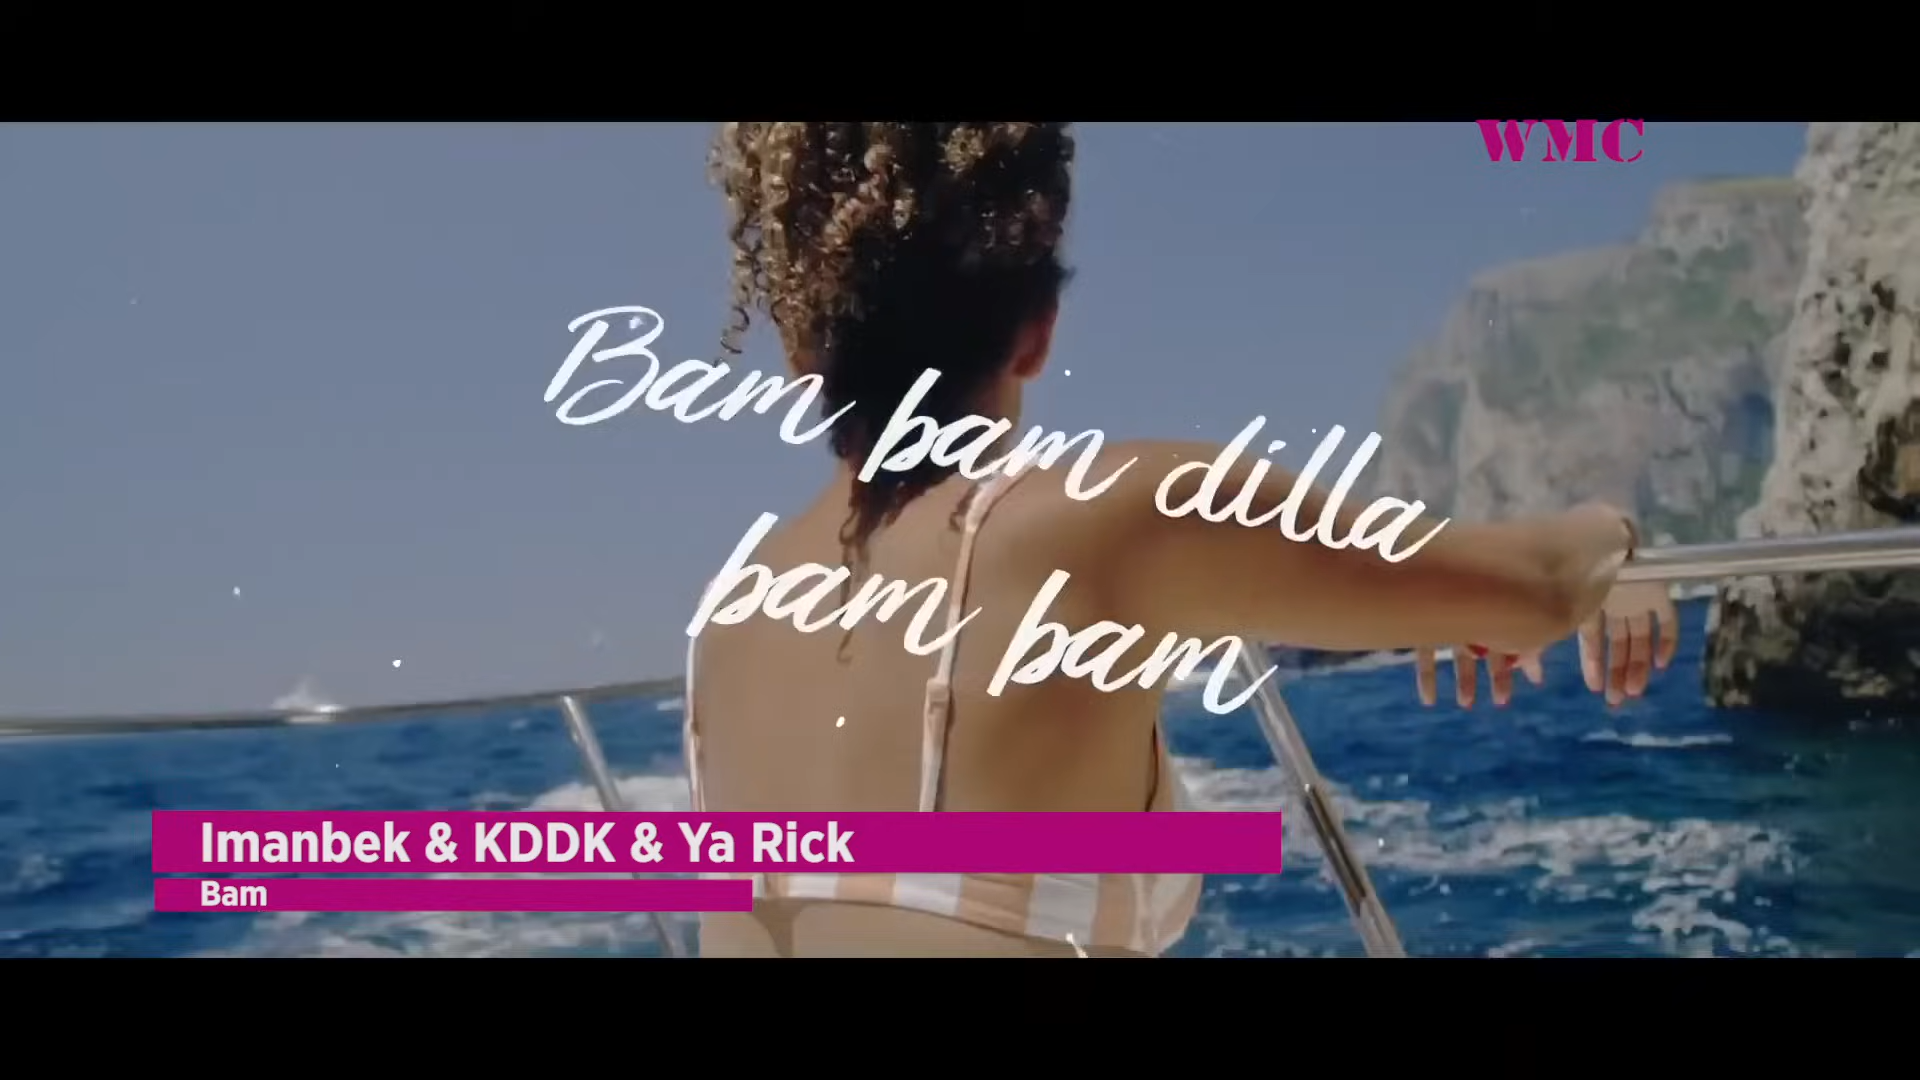 WMC
Bam bam dilla
bam bam
Imanbek & KDDK & Ya Rick
Bam